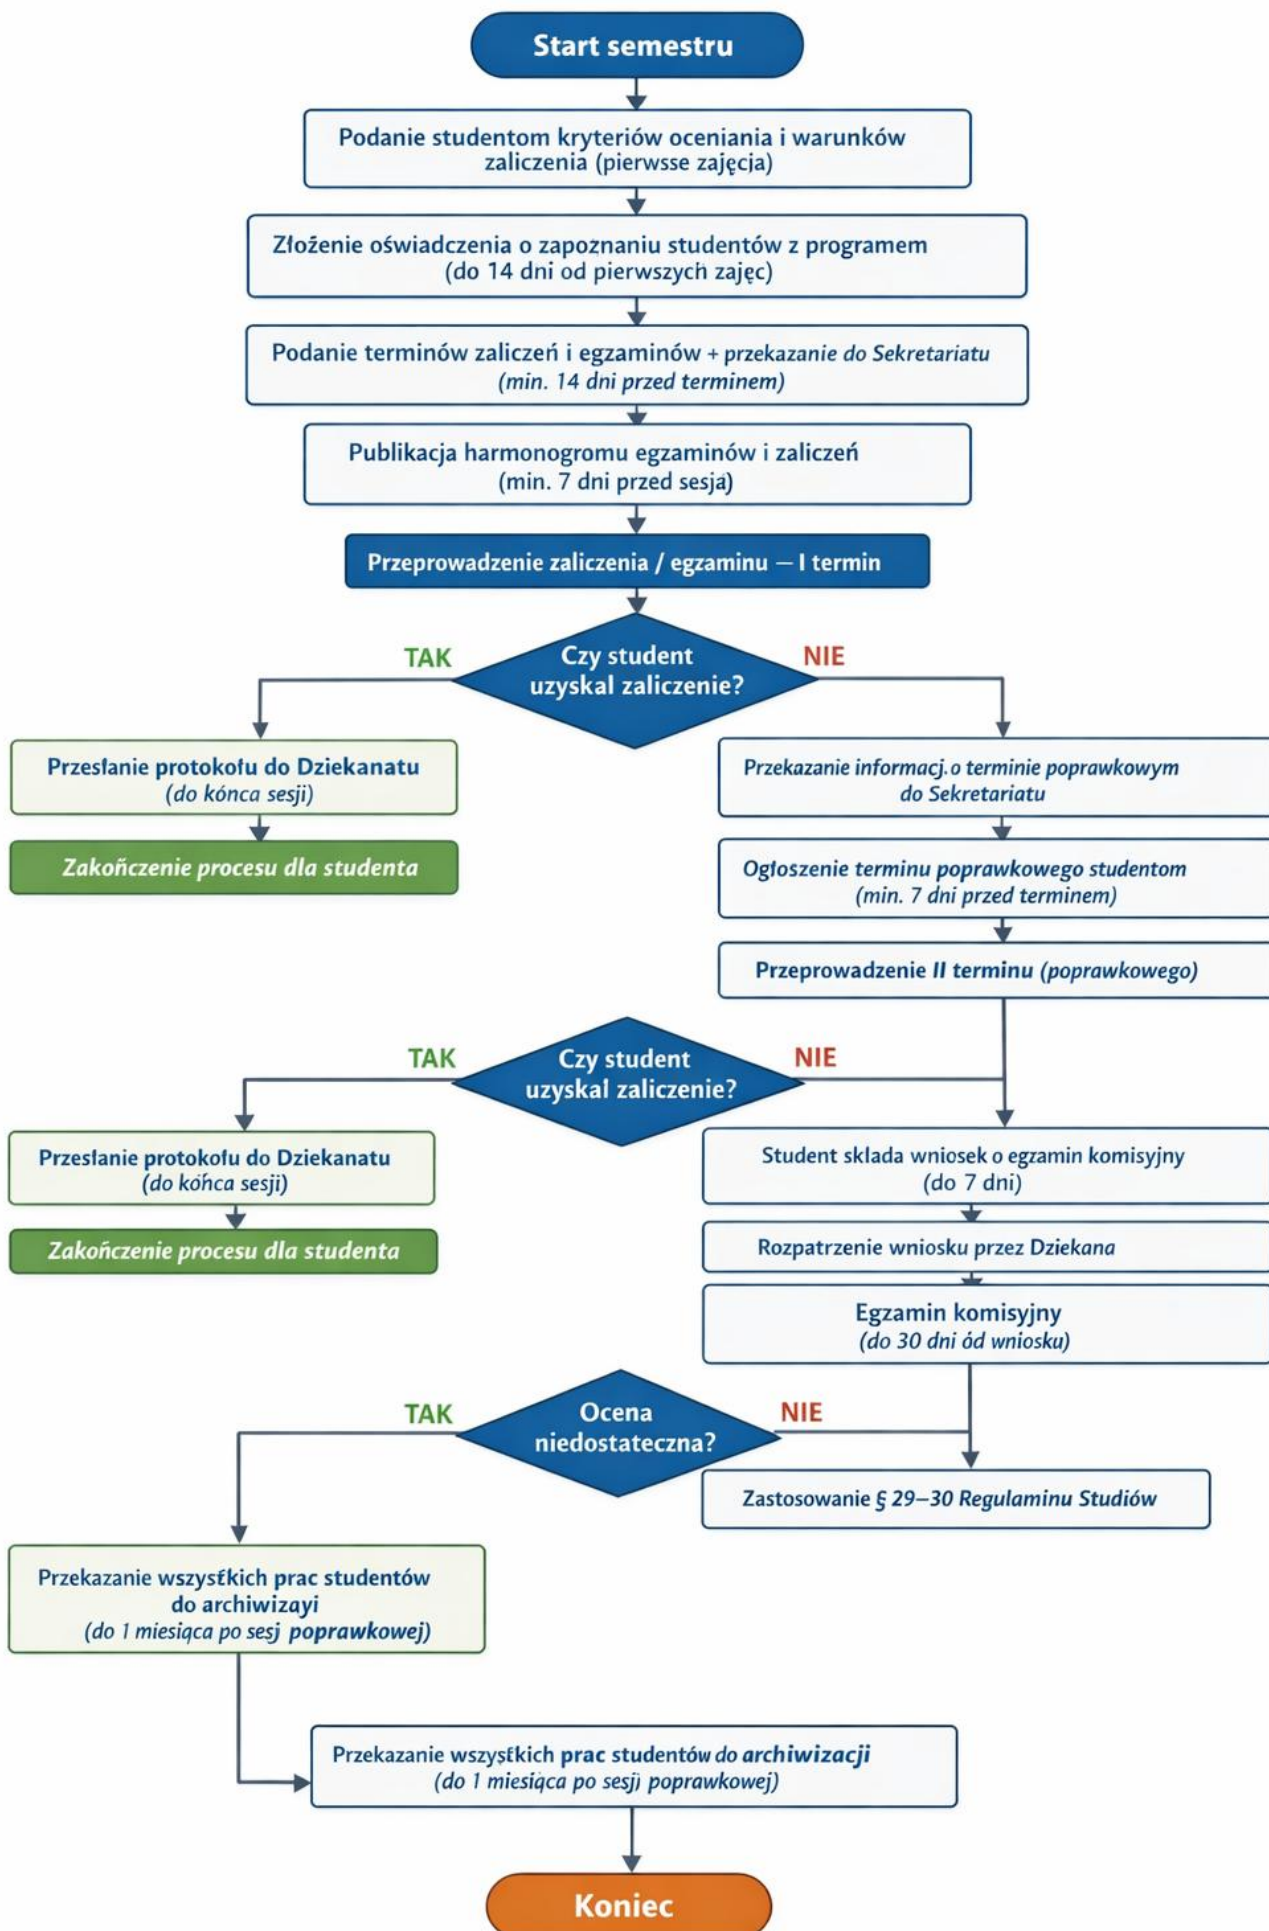 Start semestru
Podanie studentom kryteriów oceniania i warunków
zaliczenia (pierwsse zajęcja)
Złożenie oświadczenia o zapoznaniu studentów z programem
(do 14 dni od pierwszych zajęc)
Podanie terminów zaliczeń i egzaminów + przekazanie do Sekretariatu
(min. 14 dni przed terminem)
Publikacja harmonogromu egzaminów i zaliczeń
(min. 7 dni przed sesją)
Przeprowadzenie zaliczenia / egzaminu — I termin
TAK
Czy student
uzyskal zaliczenie?
NIE
Przesłanie protokołu do Dziekanatu
(do kónca sesji)
Zakończenie procesu dla studenta
Przekazanie informacj. o terminie poprawkowym
do Sekretariatu
Ogłoszenie terminu poprawkowego studentom
(min. 7 dni przed terminem)
Przeprowadzenie II terminu (poprawkowego)
TAK
Czy student
uzyskal zaliczenie?
NIE
Przesłanie protokołu do Dziekanatu
(do kóńca sesji)
Zakończenie procesu dla studenta
Student sklada wniosek o egzamin komisyjny
(do 7 dni)
Rozpatrzenie wniosku przez Dziekana
Egzamin komisyjny
(do 30 dni ód wniosku)
TAK
Ocena
niedostateczna?
NIE
Zastosowanie § 29–30 Regulaminu Studiów
Przekazanie wszystkich prac studentów
do archiwizayi
(do 1 miesiąca po sesj poprawkowej)
Przekazanie wszystkich prac studentów do archiwizacji
(do 1 miesiąca po sesji poprawkowej)
Koniec